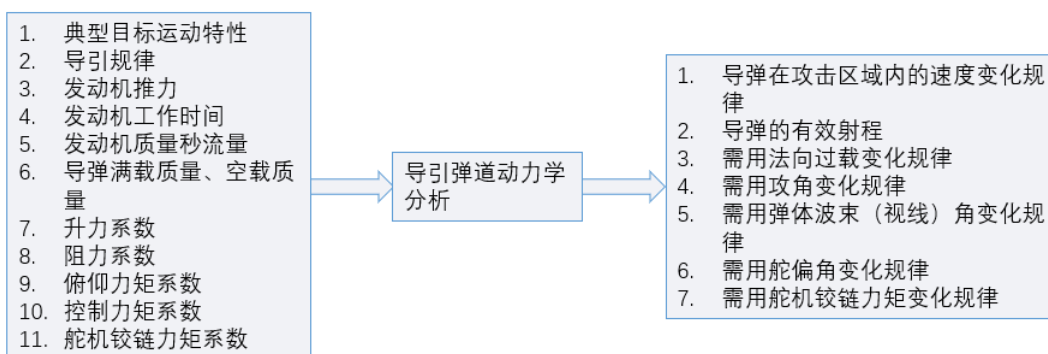 1. 典型目标运动特性
2. 导引规律
3. 发动机推力
4. 发动机工作时间
5. 发动机质量秒流量
6. 导弹满载质量、空载质
量
7. 升力系数
8. 阻力系数
9. 俯仰力矩系数
10. 控制力矩系数
11. 舵机铰链力矩系数
导引弹道动力学
分析
1. 导弹在攻击区域内的速度变化规
律
2. 导弹的有效射程
3. 需用法向过载变化规律
4. 需用攻角变化规律
5. 需用弹体波束（视线）角变化规
律
6. 需用舵偏角变化规律
7. 需用舵机铰链力矩变化规律